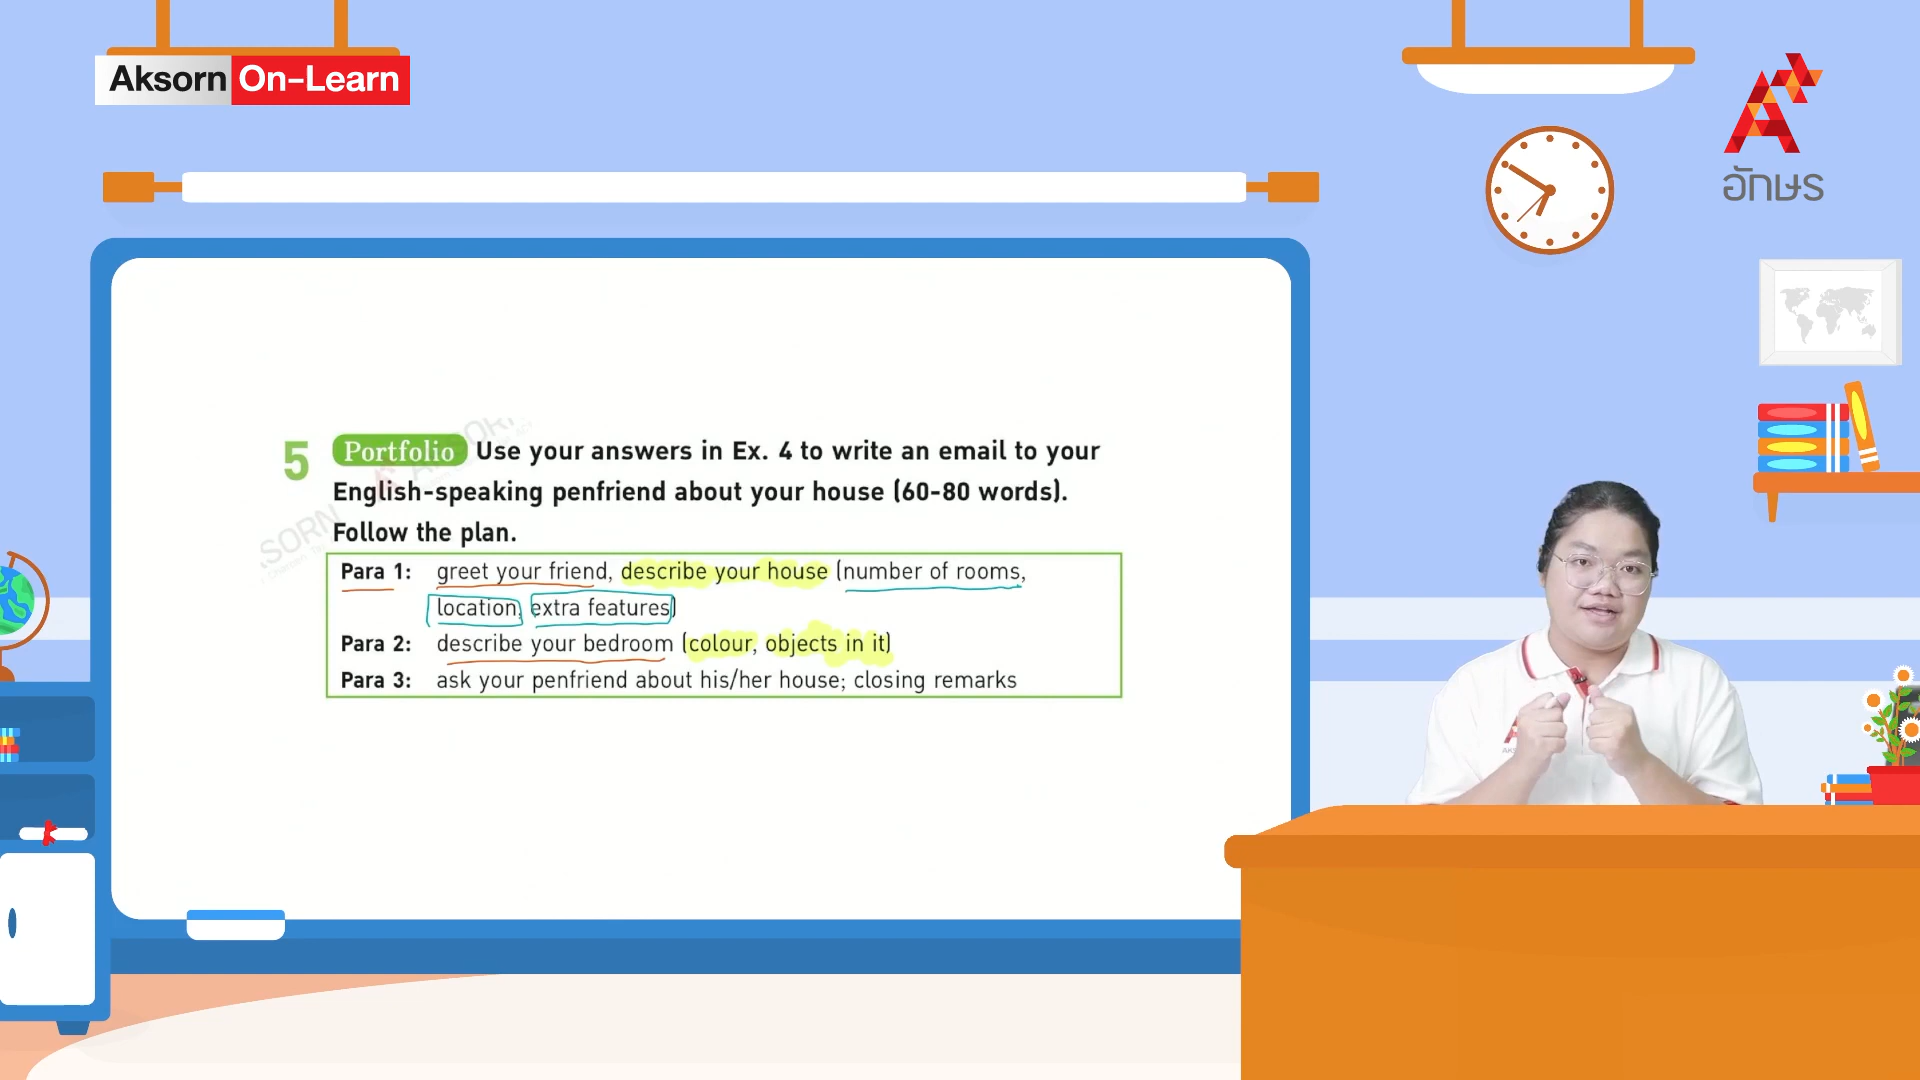 Aksorn On-Learn
อักษร
5 Portfolio Use your answers in Ex. 4 to write an email to your
English-speaking penfriend about your house (60-80 words).
Follow the plan.
Para 1: greet your friend, describe your house (number of rooms,
location, extra features)
Para 2: describe your bedroom (colour, objects in it)
Para 3: ask your penfriend about his/her house; closing remarks